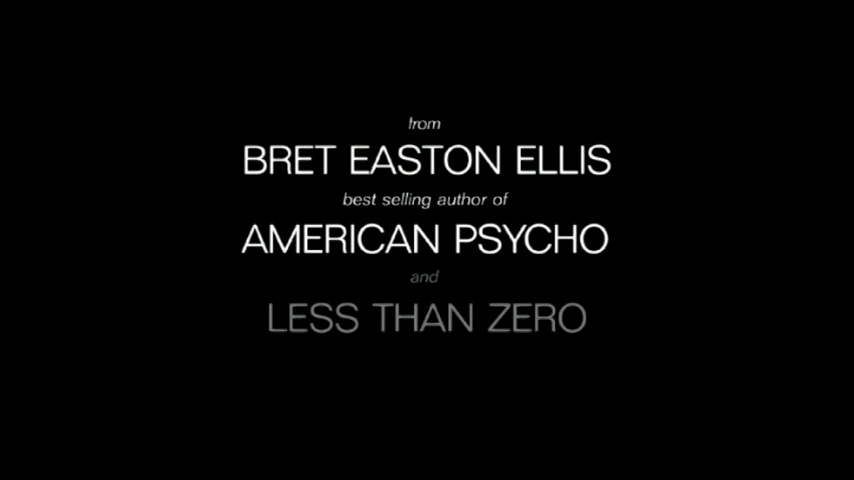 from
BRET EASTON ELLIS
best selling author of
AMERICAN PSYCHO
and
LESS THAN ZERO